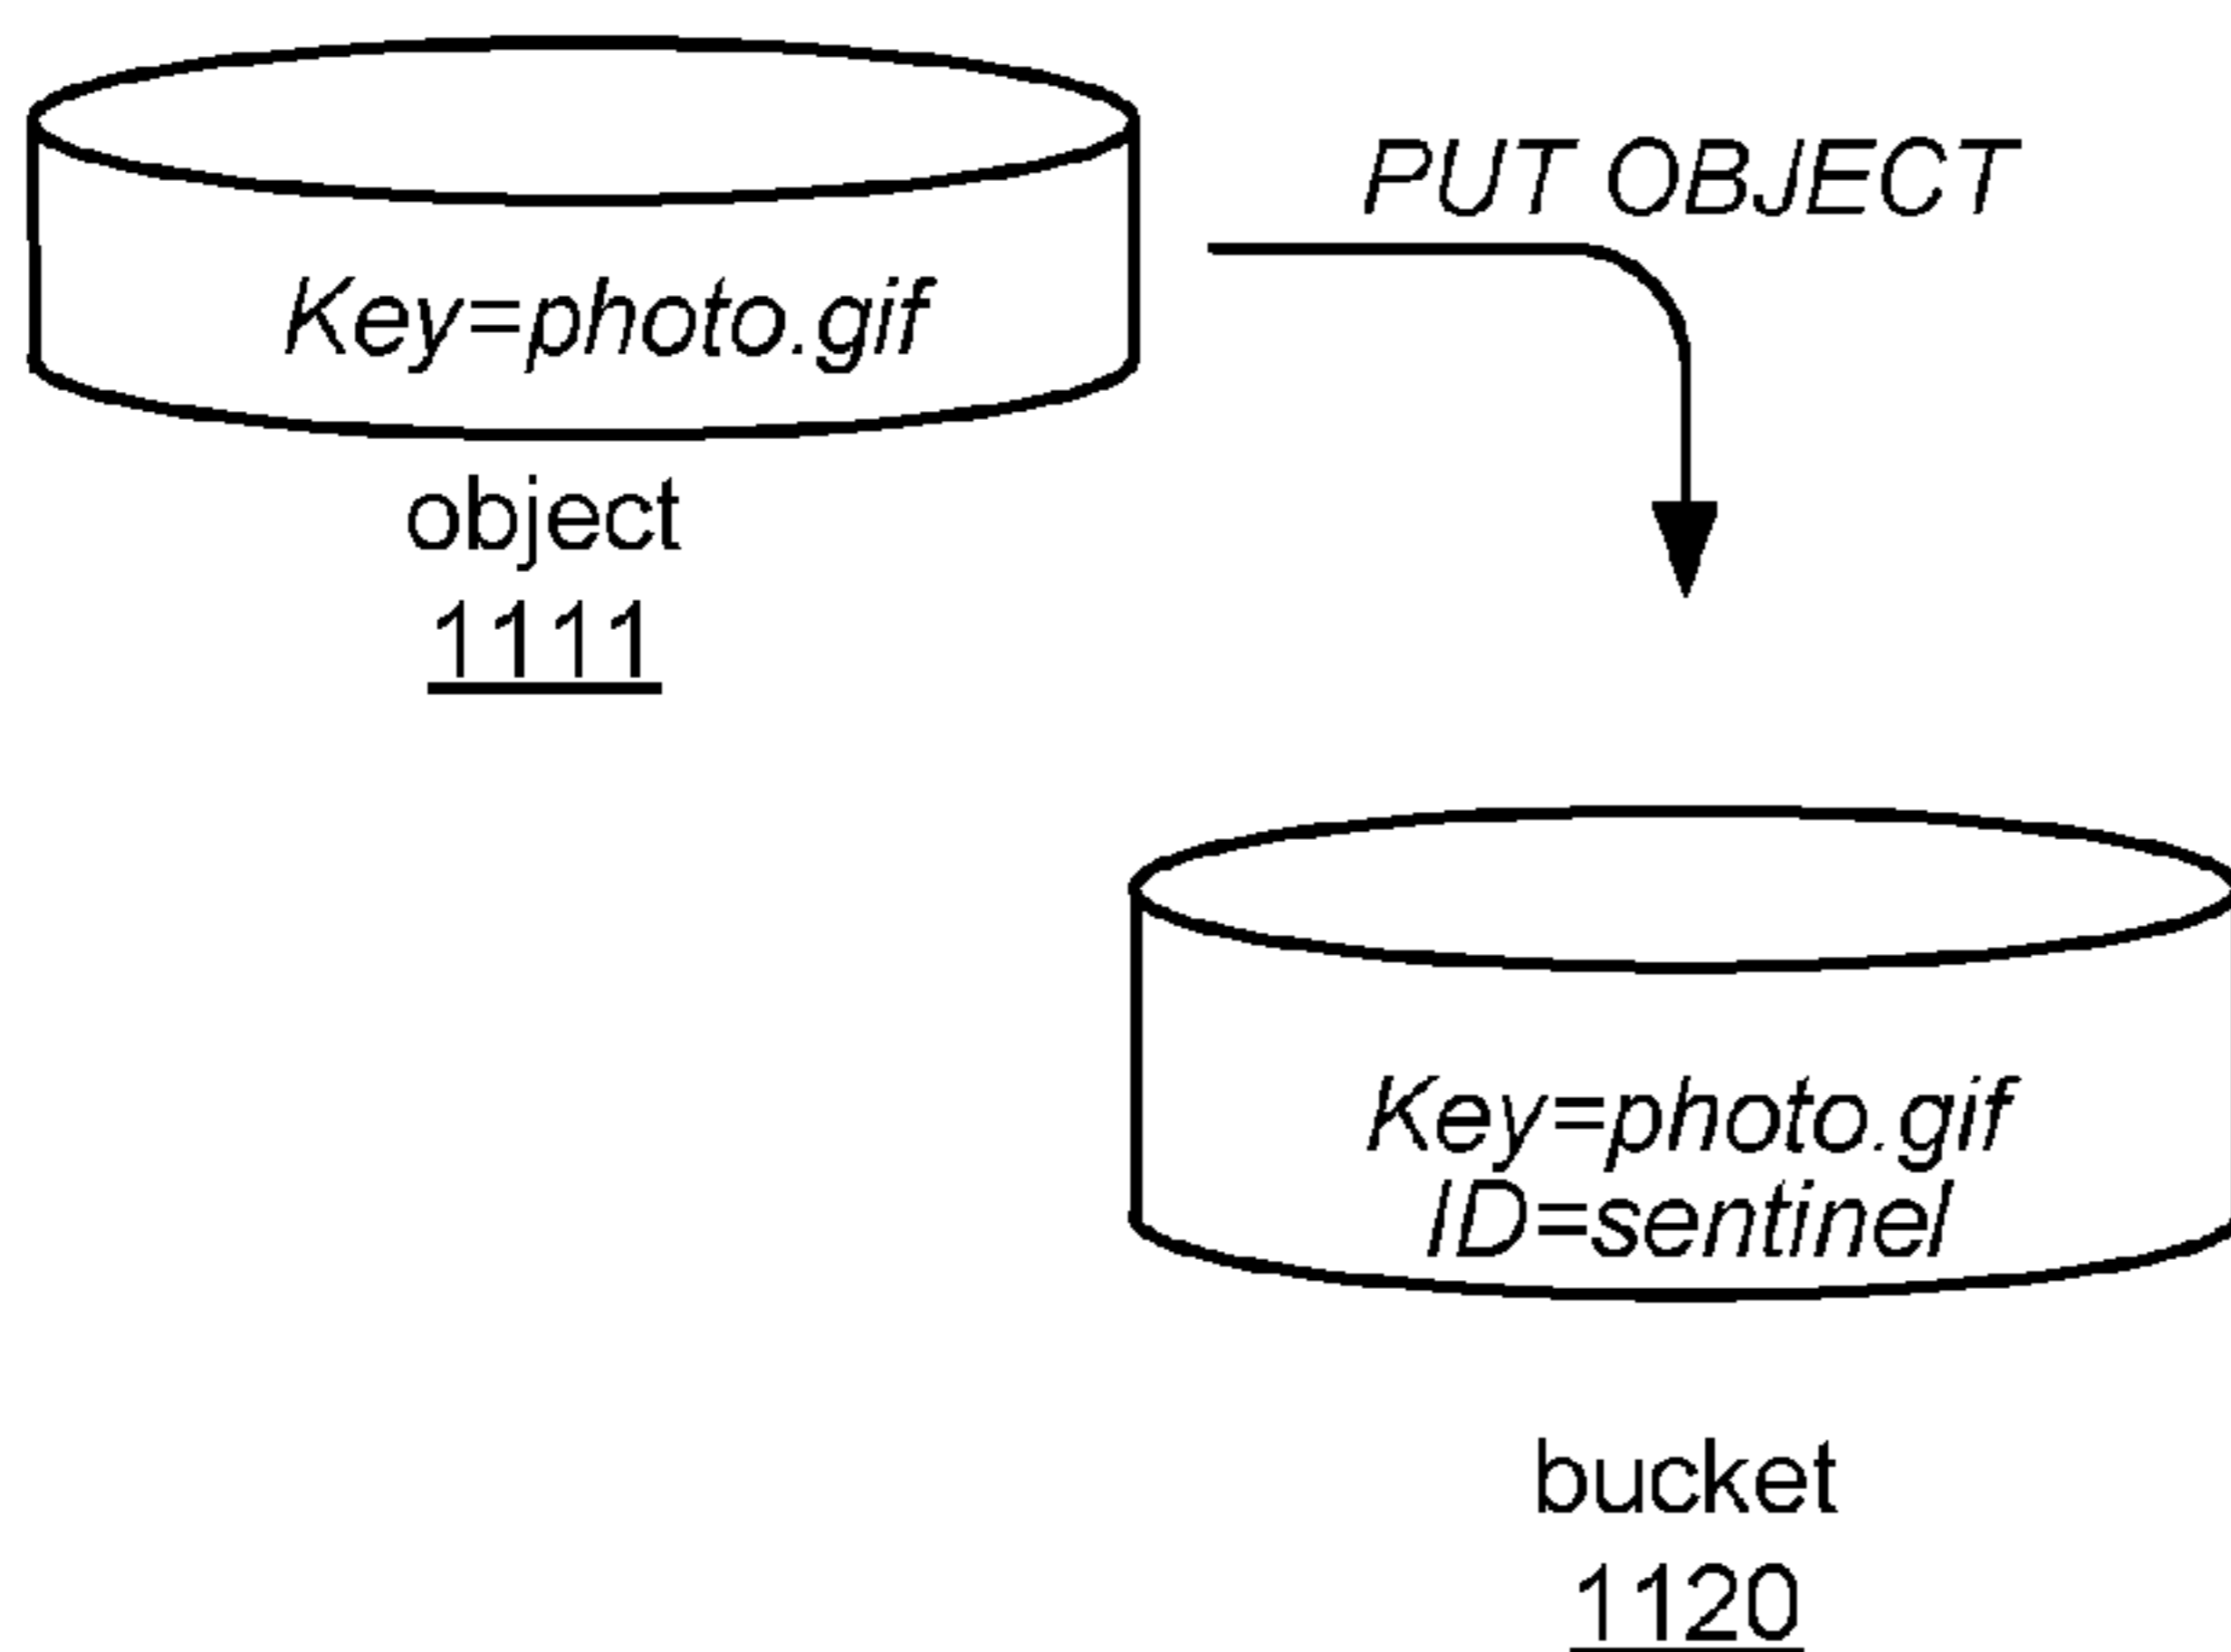 PUT OBJECT
Key=photo.gif
object
1111
Key=photo.gif
ID=sentinel
bucket
1120